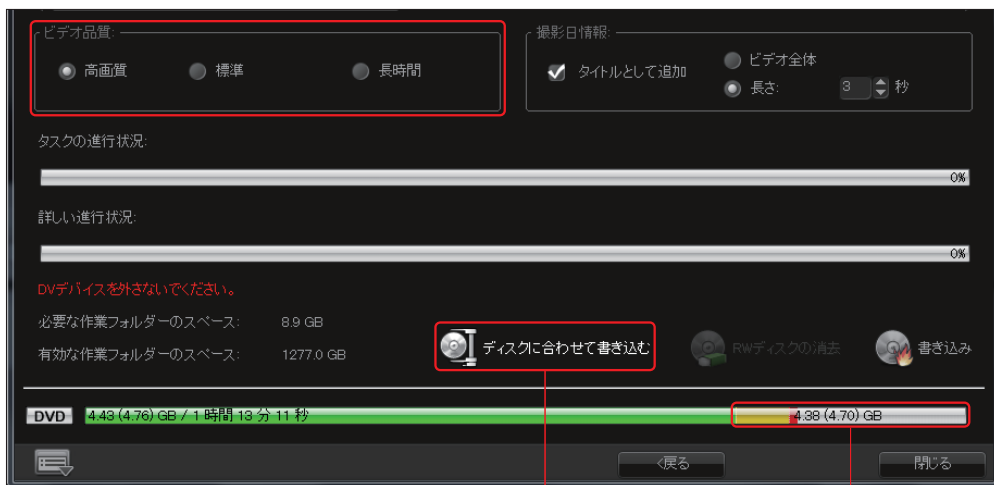 ビデオ品質:
高画質 標準 長時間
撮影日情報:
タイトルとして追加
ビデオ全体
長さ: 3 秒
タスクの進行状況:
0%
詳しい進行状況:
0%
DVデバイスを外さないでください。
必要な作業フォルダーのスペース: 8.9 GB
有効な作業フォルダーのスペース: 1277.0 GB
ディスクに合わせて書き込む
RWディスクの消去
書き込み
DVD 4.43 (4.76) GB / 1 時間 13 分 11 秒 4.38 (4.70) GB
<戻る 閉じる